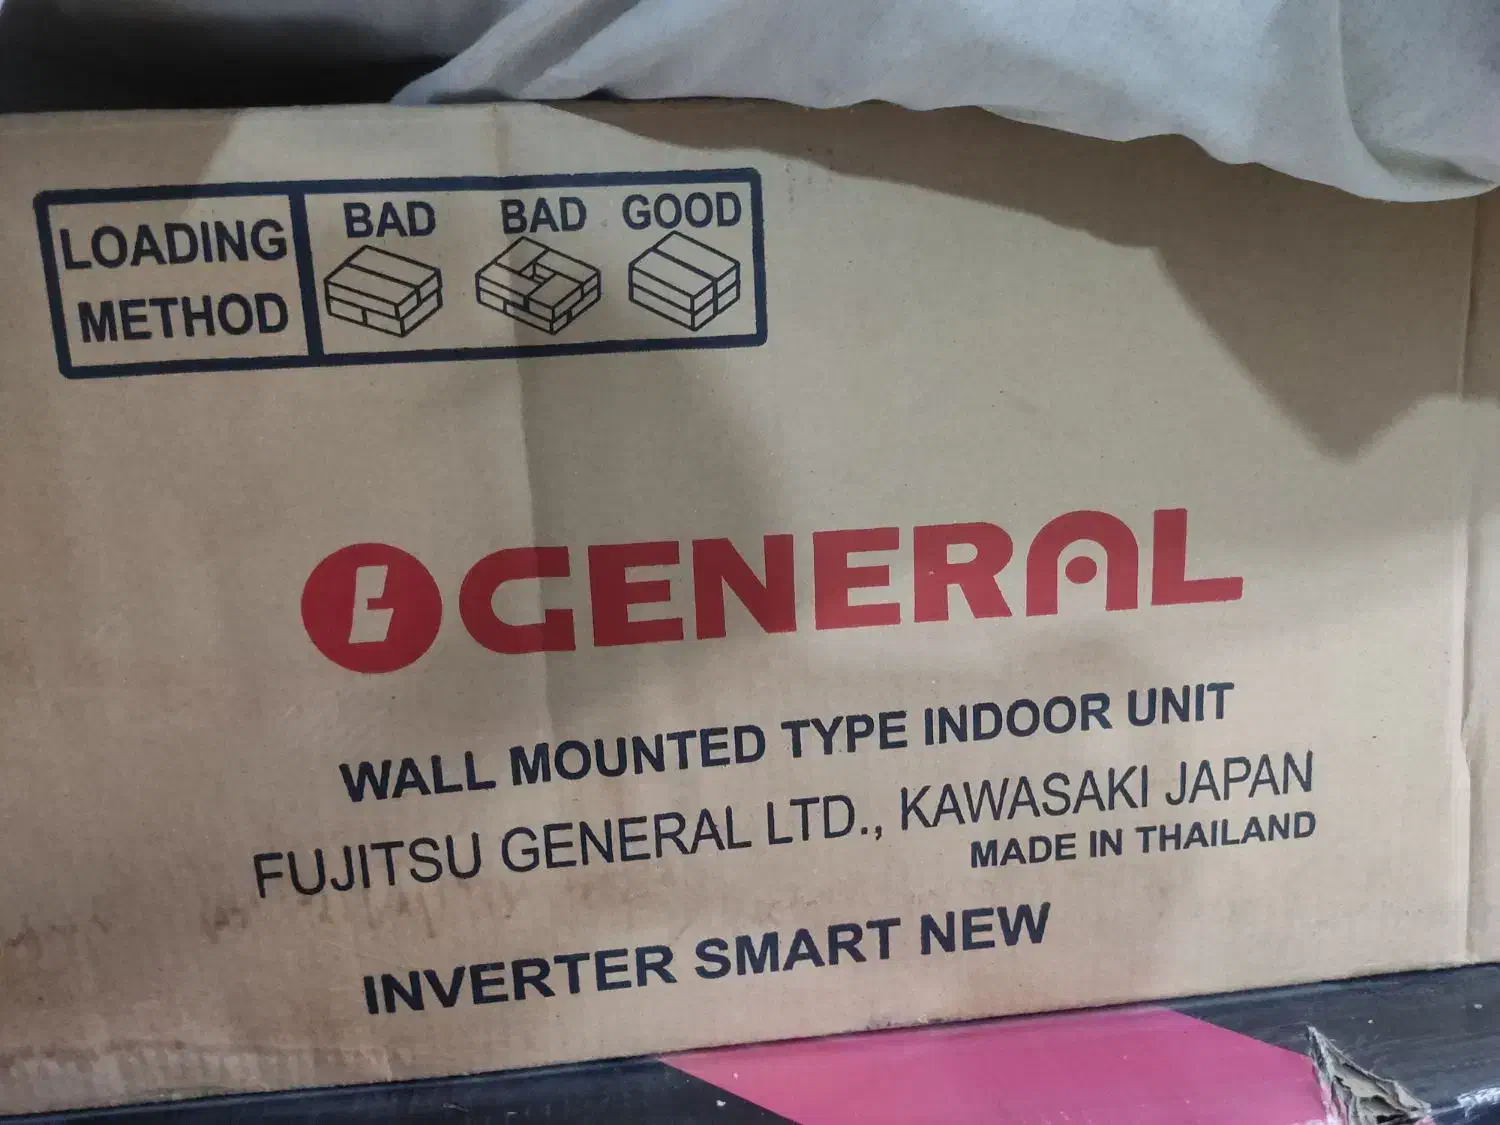 LOADING
METHOD
BAD BAD GOOD
GENERAL
WALL MOUNTED TYPE INDOOR UNIT
FUJITSU GENERAL LTD., KAWASAKI JAPAN
MADE IN THAILAND
INVERTER SMART NEW